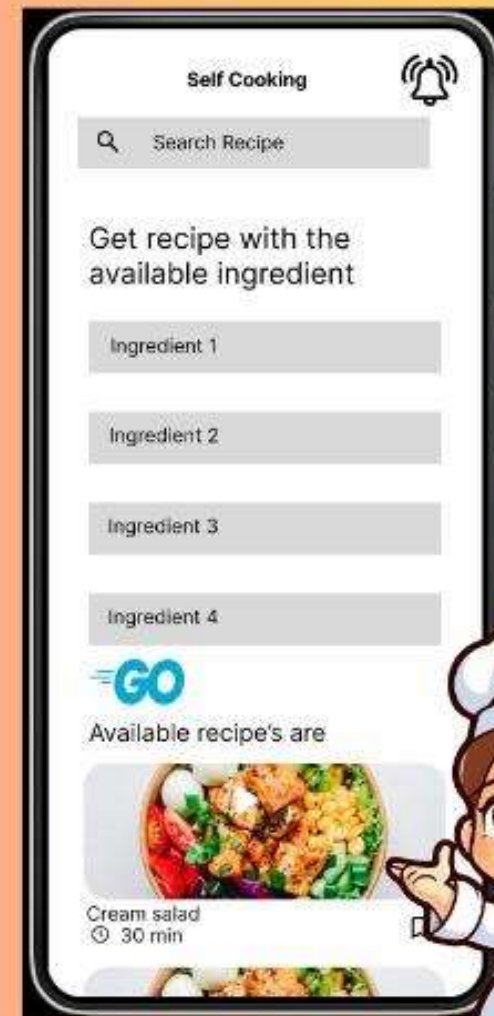 Self Cooking
Search Recipe
Get recipe with the
available ingredient
Ingredient 1
Ingredient 2
Ingredient 3
Ingredient 4
GO
Available recipe's are
Cream salad
30 min